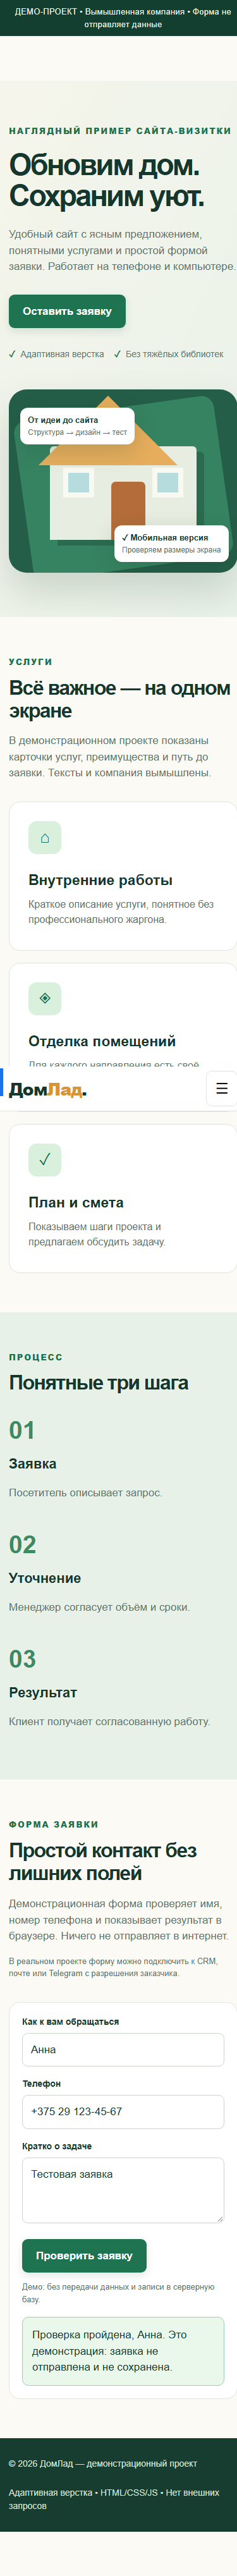 ДЕМО-ПРОЕКТ • Вымышленная компания • Форма не
отправляет данные
НАГЛЯДНЫЙ ПРИМЕР САЙТА-ВИЗИТКИ
Обновим дом.
Сохраним уют.
Удобный сайт с ясным предложением,
понятными услугами и простой формой
заявки. Работает на телефоне и компьютере.
Оставить заявку
✓ Адаптивная верстка ✓ Без тяжёлых библиотек
От идеи до сайта
Структура → дизайн → тест
✓ Мобильная версия
Проверяем размеры экрана
УСЛУГИ
Всё важное — на одном
экране
В демонстрационном проекте показаны
карточки услуг, преимущества и путь до
заявки. Тексты и компания вымышлены.
Внутренние работы
Краткое описание услуги, понятное без
профессионального жаргона.
Отделка помещений
Для каждого направления есть своё
ДомЛад.
План и смета
Показываем шаги проекта и
предлагаем обсудить задачу.
ПРОЦЕСС
Понятные три шага
01
Заявка
Посетитель описывает запрос.
02
Уточнение
Менеджер согласует объём и сроки.
03
Результат
Клиент получает согласованную работу.
ФОРМА ЗАЯВКИ
Простой контакт без
лишних полей
Демонстрационная форма проверяет имя,
номер телефона и показывает результат в
браузере. Ничего не отправляет в интернет.
В реальном проекте форму можно подключить к CRM,
почте или Telegram с разрешения заказчика.
Как к вам обращаться
Анна
Телефон
+375 29 123-45-67
Кратко о задаче
Тестовая заявка
Проверить заявку
Демо: без передачи данных и записи в серверную
базу.
Проверка пройдена, Анна. Это
демонстрация: заявка не
отправлена и не сохранена.
© 2026 ДомЛад — демонстрационный проект
Адаптивная верстка • HTML/CSS/JS • Нет внешних
запросов